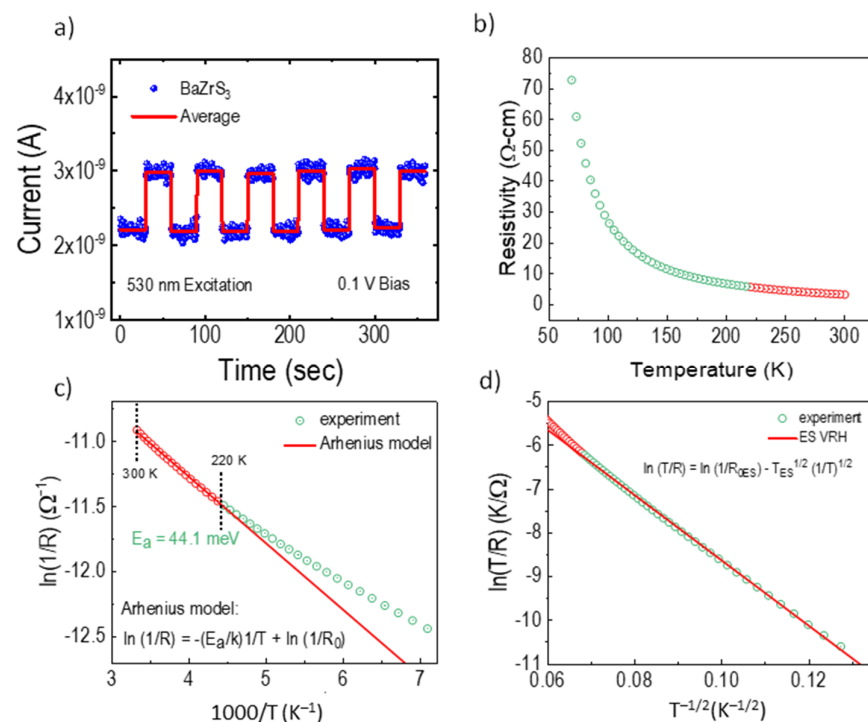 a)
4x10⁻⁹
3x10⁻⁹
2x10⁻⁹
1x10⁻⁹
Current (A)
BaZrS₃
Average
530 nm Excitation
0.1 V Bias
0
100
200
300
Time (sec)
b)
80
70
60
50
40
30
20
10
0
Resistivity (Ω-cm)
50
100
150
200
250
300
Temperature (K)
c)
-11.0
-11.5
-12.0
-12.5
ln(1/R) (Ω⁻¹)
experiment
Arhenius model
300 K
220 K
Eₐ = 44.1 meV
Arhenius model:
ln (1/R) = -(Eₐ/k)1/T + ln (1/R₀)
3
4
5
6
7
1000/T (K⁻¹)
d)
-5
-6
-7
-8
-9
-10
-11
ln(T/R) (K/Ω)
experiment
ES VRH
ln (T/R) = ln (1/R₀ES) - TES^1/2 (1/T)^1/2
0.06
0.08
0.10
0.12
T⁻¹/²(K⁻¹/²)